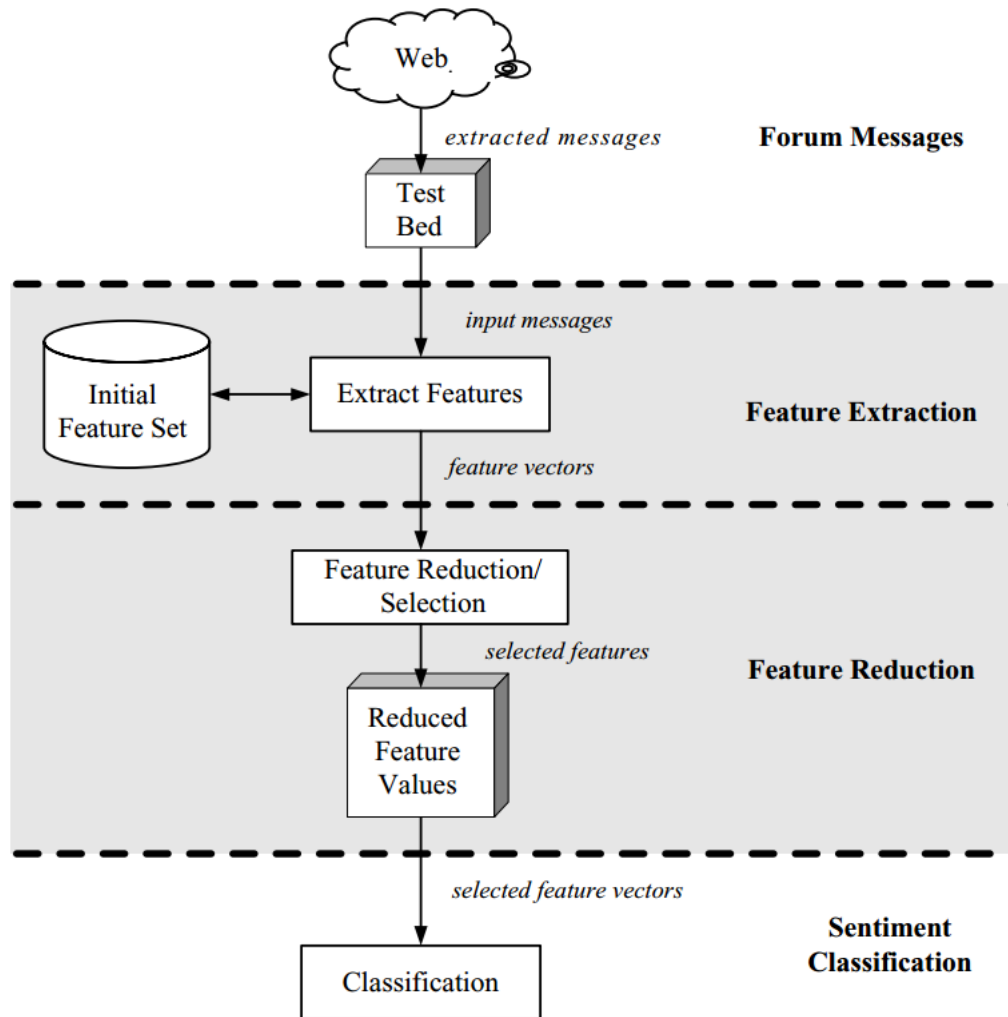 Web
extracted messages
Forum Messages
Test
Bed
input messages
Initial
Feature Set
Extract Features
Feature Extraction
feature vectors
Feature Reduction/
Selection
selected features
Feature Reduction
Reduced
Feature
Values
selected feature vectors
Sentiment
Classification
Classification